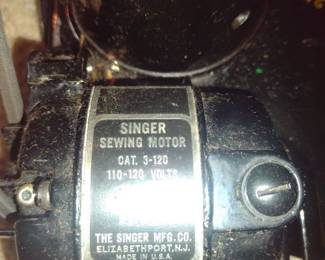 SINGER
SEWING MOTOR
CAT. 3-120
110-120 VOLTS
THE SINGER MFG. CO.
ELIZABETHPORT, N.J.
MADE IN U.S.A.